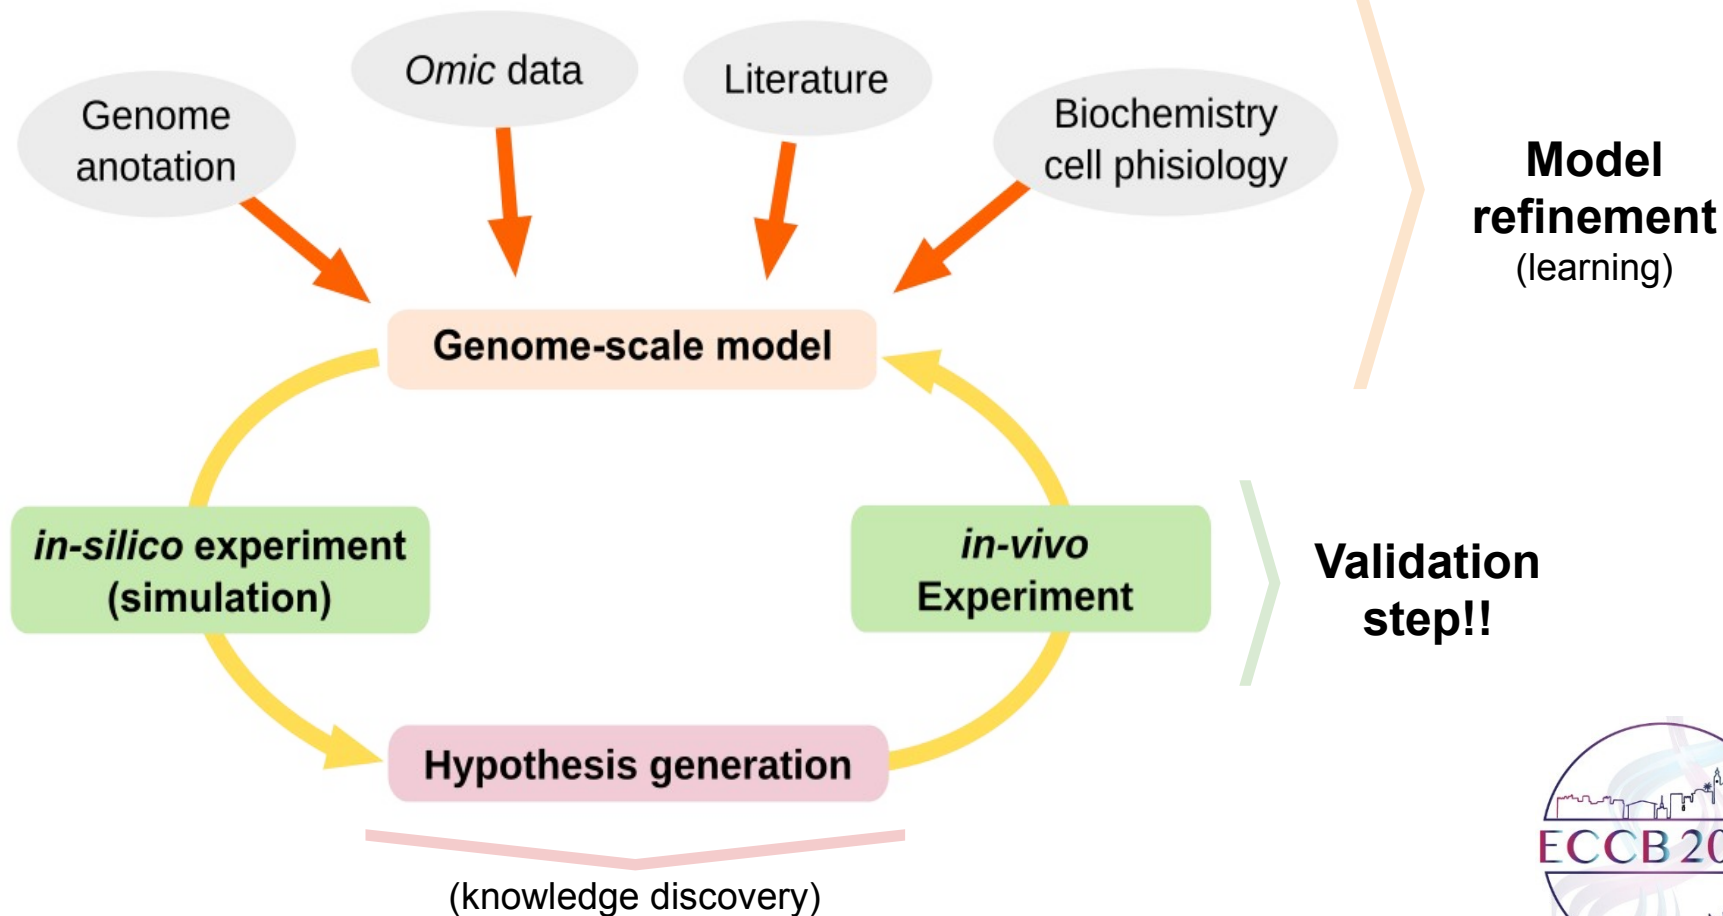 Omic data
Literature
Genome
anotation
Biochemistry
cell phisiology
Model
refinement
(learning)
Genome-scale model
in-silico experiment
(simulation)
in-vivo
Experiment
Validation
step!!
Hypothesis generation
(knowledge discovery)
ECCB 20